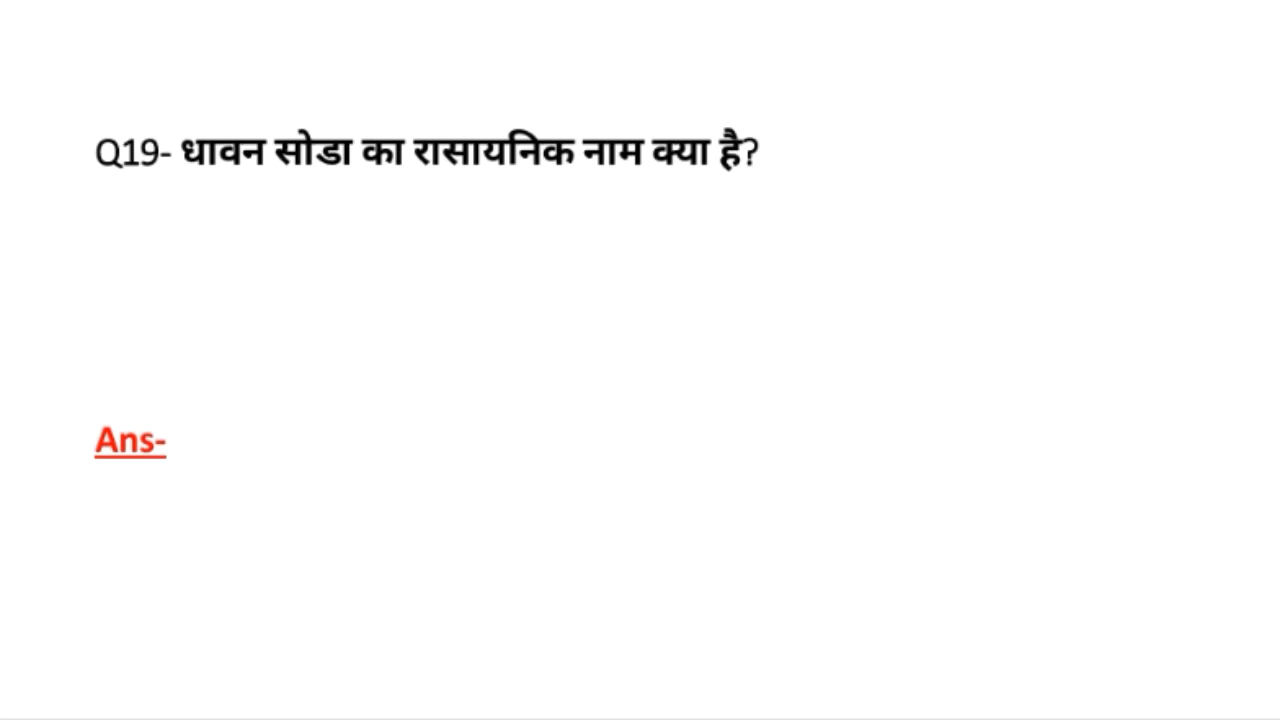 Q19- धावन सोडा का रासायनिक नाम क्या है?
Ans-